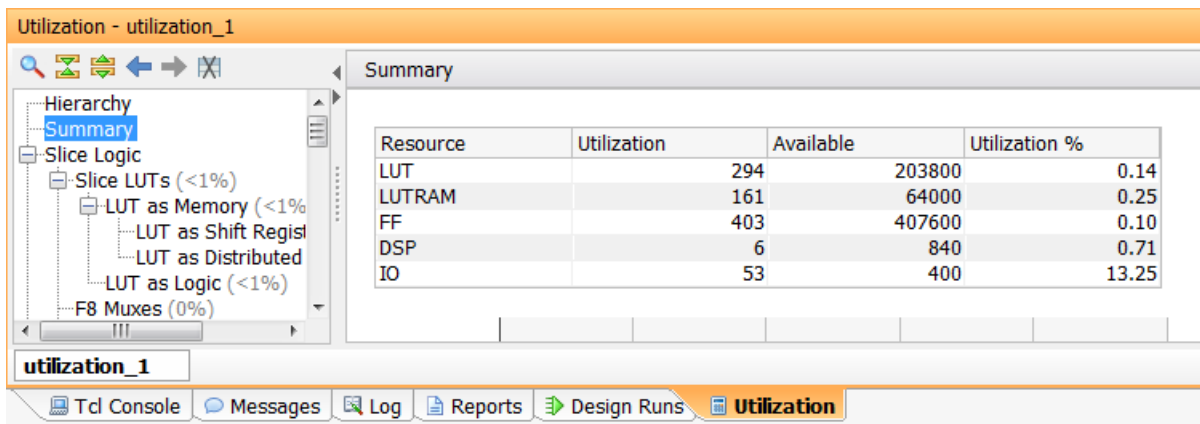 Utilization - utilization_1
Summary
Hierarchy
Summary
Slice Logic
Slice LUTs (<1%)
LUT as Memory (<1%
LUT as Shift Regist
LUT as Distributed
LUT as Logic (<1%)
F8 Muxes (0%)
Resource Utilization Available Utilization %
LUT 294 203800 0.14
LUTRAM 161 64000 0.25
FF 403 407600 0.10
DSP 6 840 0.71
IO 53 400 13.25
utilization_1
Tcl Console Messages Log Reports Design Runs Utilization